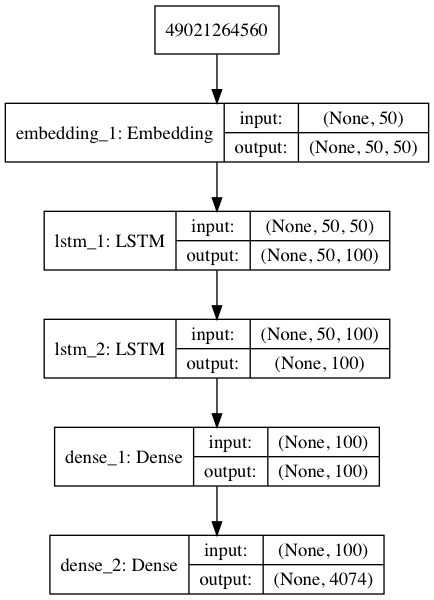 49021264560
embedding_1: Embedding
input: (None, 50)
output: (None, 50, 50)
lstm_1: LSTM
input: (None, 50, 50)
output: (None, 50, 100)
lstm_2: LSTM
input: (None, 50, 100)
output: (None, 100)
dense_1: Dense
input: (None, 100)
output: (None, 100)
dense_2: Dense
input: (None, 100)
output: (None, 4074)